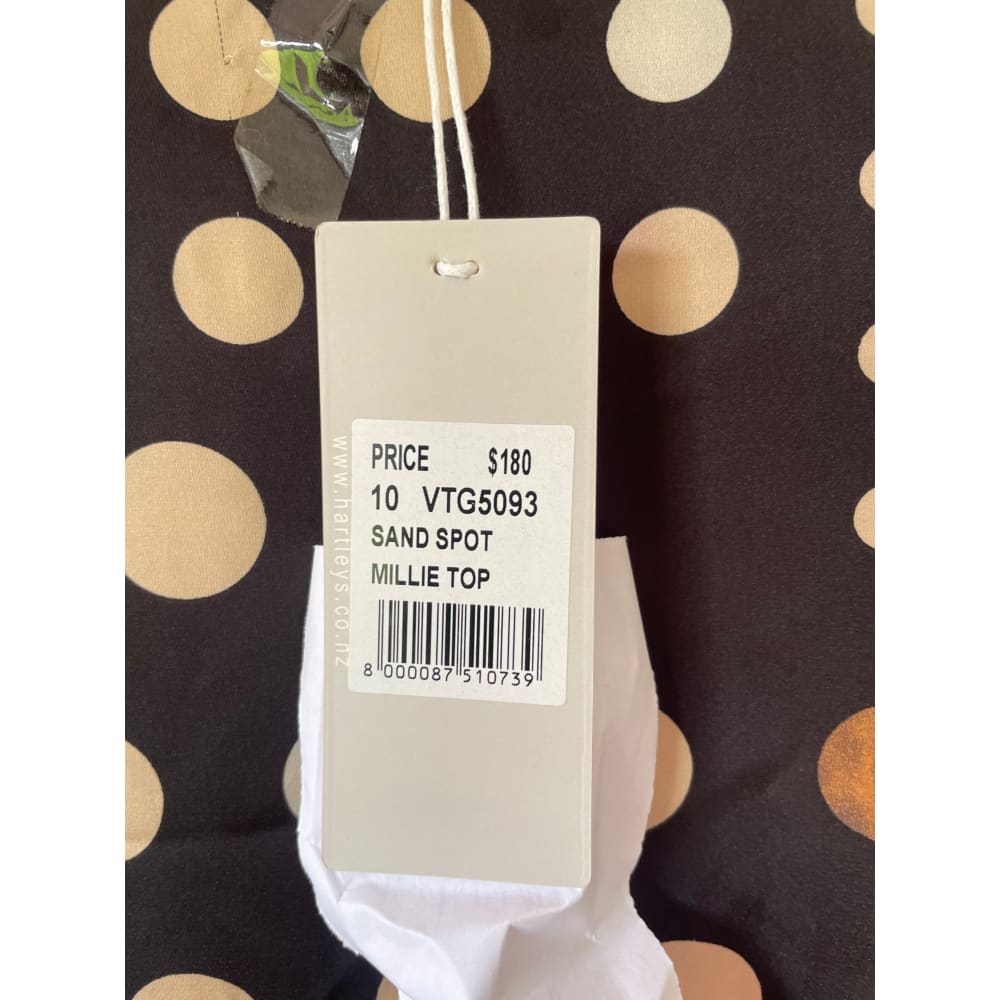 PRICE $180
10 VTG5093
SAND SPOT
MILLIE TOP
8 000087 510739
www.hartleys.co.nz